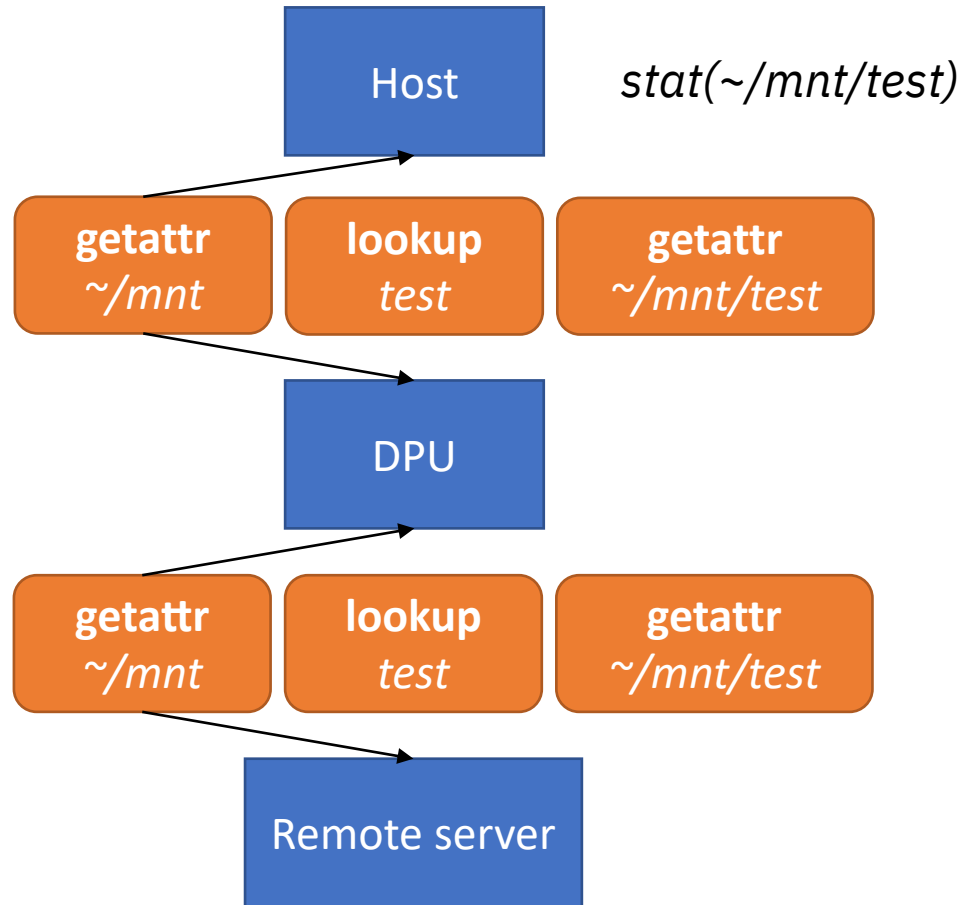 Host
stat(~/mnt/test)
getattr
~/mnt
lookup
test
getattr
~/mnt/test
DPU
getattr
~/mnt
lookup
test
getattr
~/mnt/test
Remote server